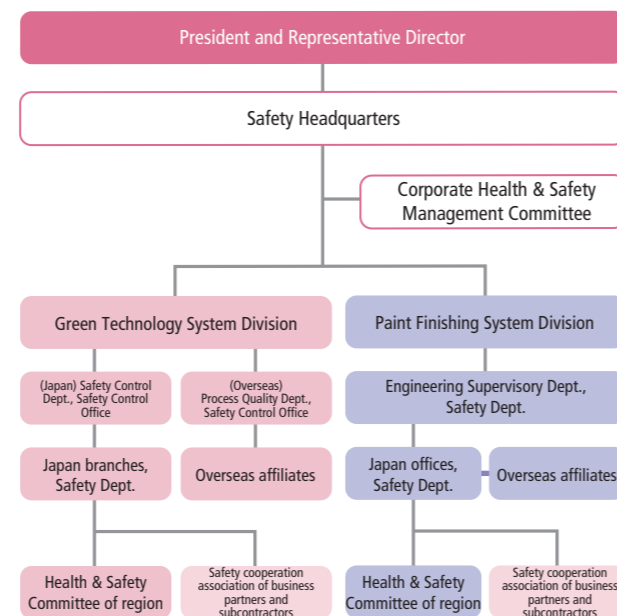 President and Representative Director
Safety Headquarters
Corporate Health & Safety
Management Committee
Green Technology System Division
Paint Finishing System Division
(Japan) Safety Control
Dept., Safety Control
Office
(Overseas)
Process Quality Dept.,
Safety Control Office
Engineering Supervisory Dept.,
Safety Dept.
Japan branches,
Safety Dept.
Overseas affiliates
Japan offices,
Safety Dept.
Overseas affiliates
Health & Safety
Committee of region
Safety cooperation
association of business
partners and
subcontractors
Health & Safety
Committee of region
Safety cooperation
association of business
partners and
subcontractors